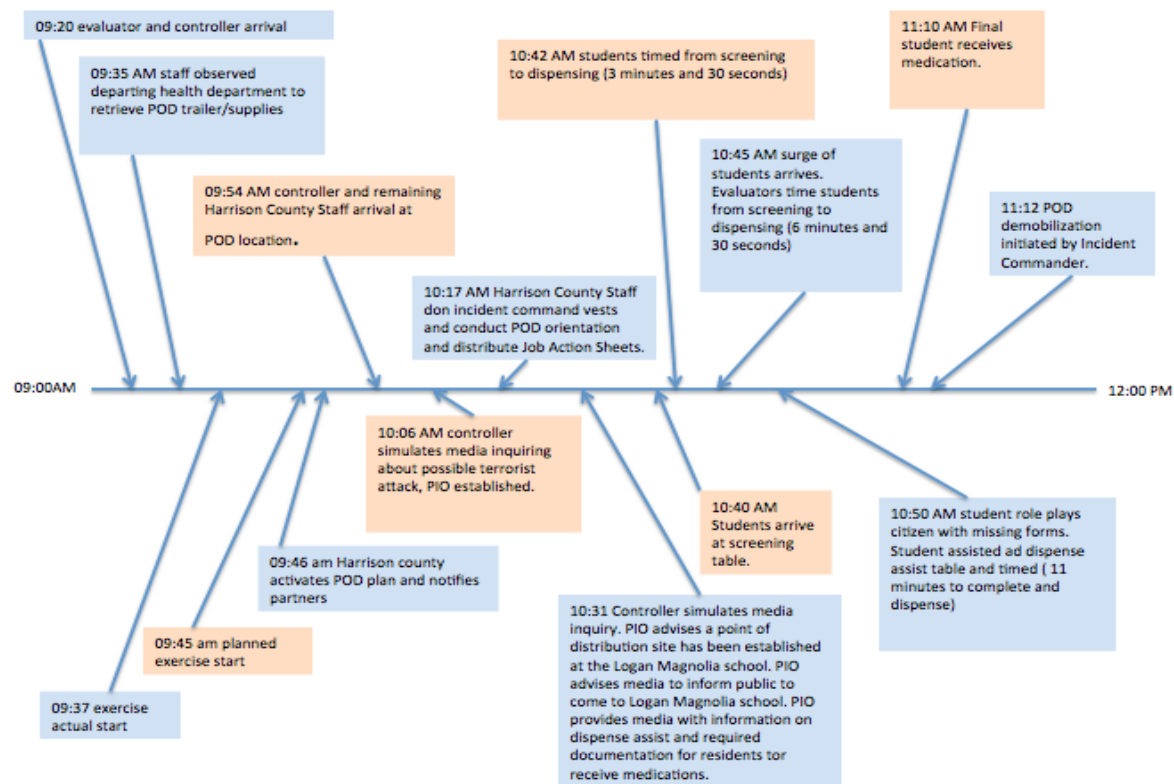 09:20 evaluator and controller arrival
09:35 AM staff observed
departing health department to
retrieve POD trailer/supplies
09:54 AM controller and remaining
Harrison County Staff arrival at
POD location.
10:17 AM Harrison County Staff
don incident command vests
and conduct POD orientation
and distribute Job Action Sheets.
10:42 AM students timed from screening
to dispensing (3 minutes and 30 seconds)
10:45 AM surge of
students arrives.
Evaluators time students
from screening to
dispensing (6 minutes and
30 seconds)
11:10 AM Final
student receives
medication.
11:12 POD
demobilization
initiated by Incident
Commander.
09:00AM
12:00 PM
10:06 AM controller
simulates media inquiring
about possible terrorist
attack, PIO established.
09:46 am Harrison county
activates POD plan and notifies
partners
09:45 am planned
exercise start
09:37 exercise
actual start
10:31 Controller simulates media
inquiry. PIO advises a point of
distribution site has been established
at the Logan Magnolia school. PIO
advises media to inform public to
come to Logan Magnolia school. PIO
provides media with information on
dispense assist and required
documentation for residents tor
receive medications.
10:40 AM
Students arrive
at screening
table.
10:50 AM student role plays
citizen with missing forms.
Student assisted ad dispense
assist table and timed ( 11
minutes to complete and
dispense)